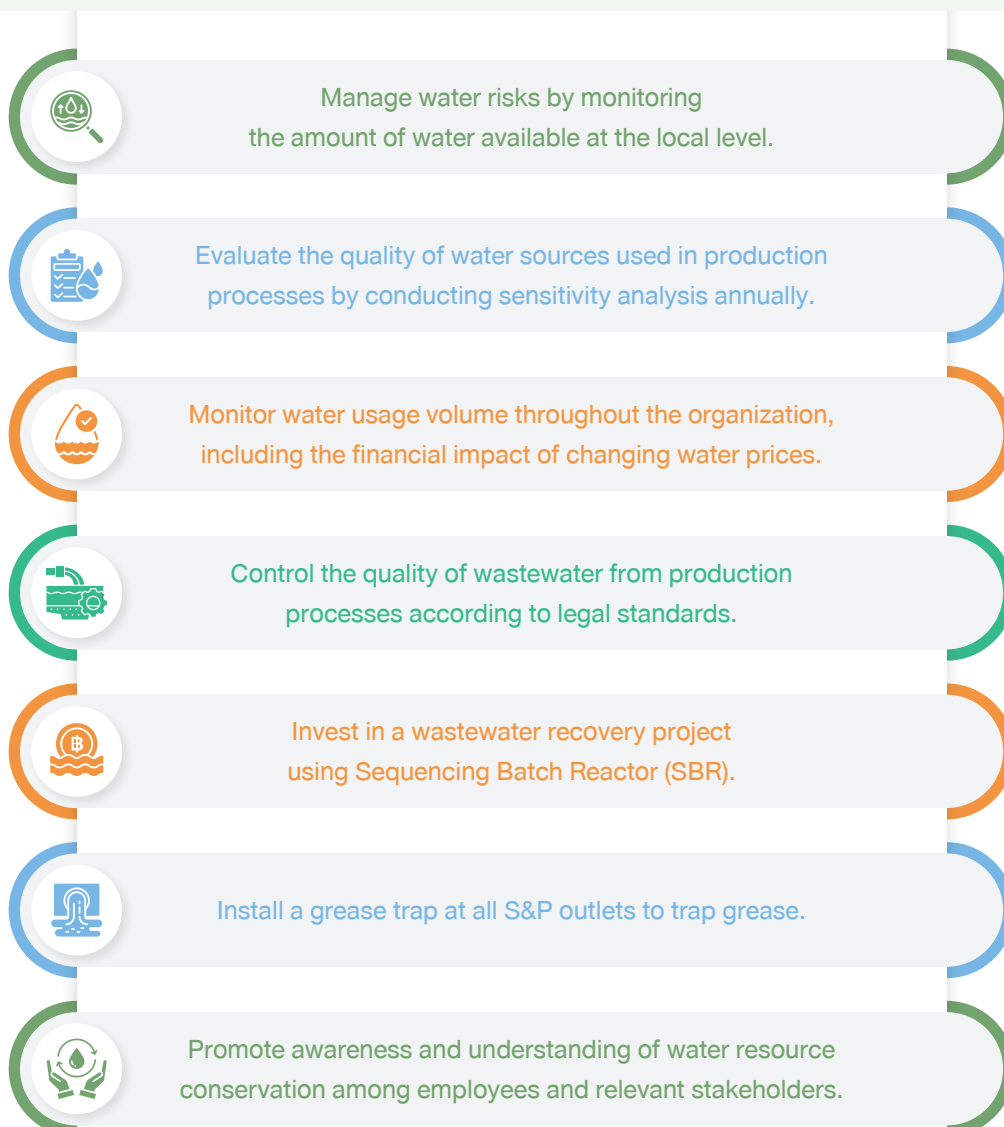 Manage water risks by monitoring
the amount of water available at the local level.
Evaluate the quality of water sources used in production
processes by conducting sensitivity analysis annually.
Monitor water usage volume throughout the organization,
including the financial impact of changing water prices.
Control the quality of wastewater from production
processes according to legal standards.
Invest in a wastewater recovery project
using Sequencing Batch Reactor (SBR).
Install a grease trap at all S&P outlets to trap grease.
Promote awareness and understanding of water resource
conservation among employees and relevant stakeholders.